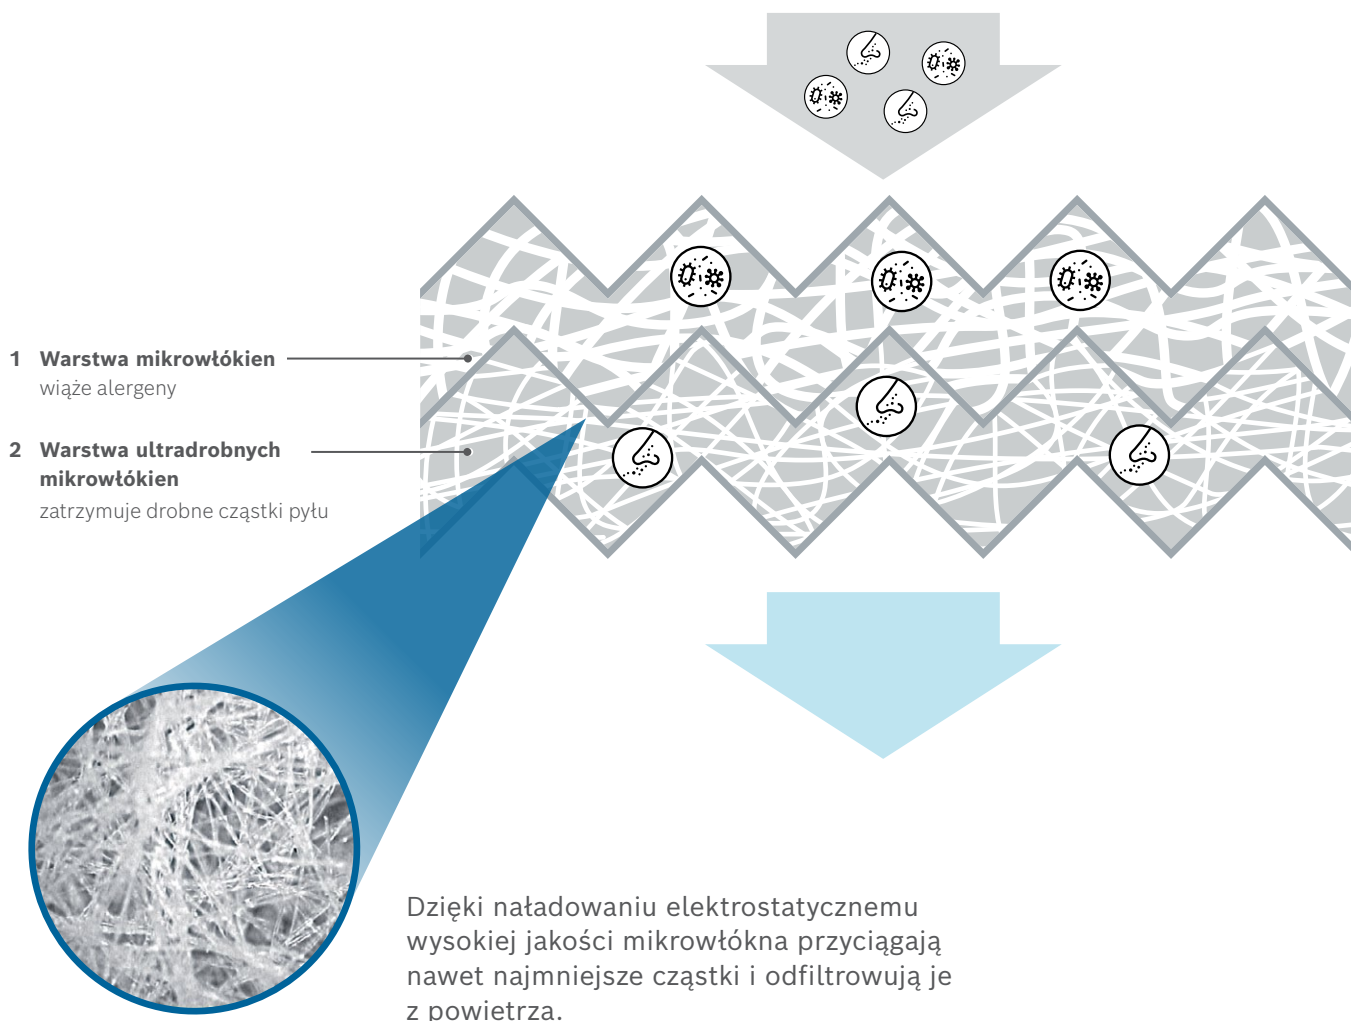 1 Warstwa mikrowłókien
wiąże alergeny
2 Warstwa ultradrobnych
mikrowłókien
zatrzymuje drobne cząstki pyłu
Dzięki naładowaniu elektrostatycznemu
wysokiej jakości mikrowłókna przyciągają
nawet najmniejsze cząstki i odfiltrowują je
z powietrza.